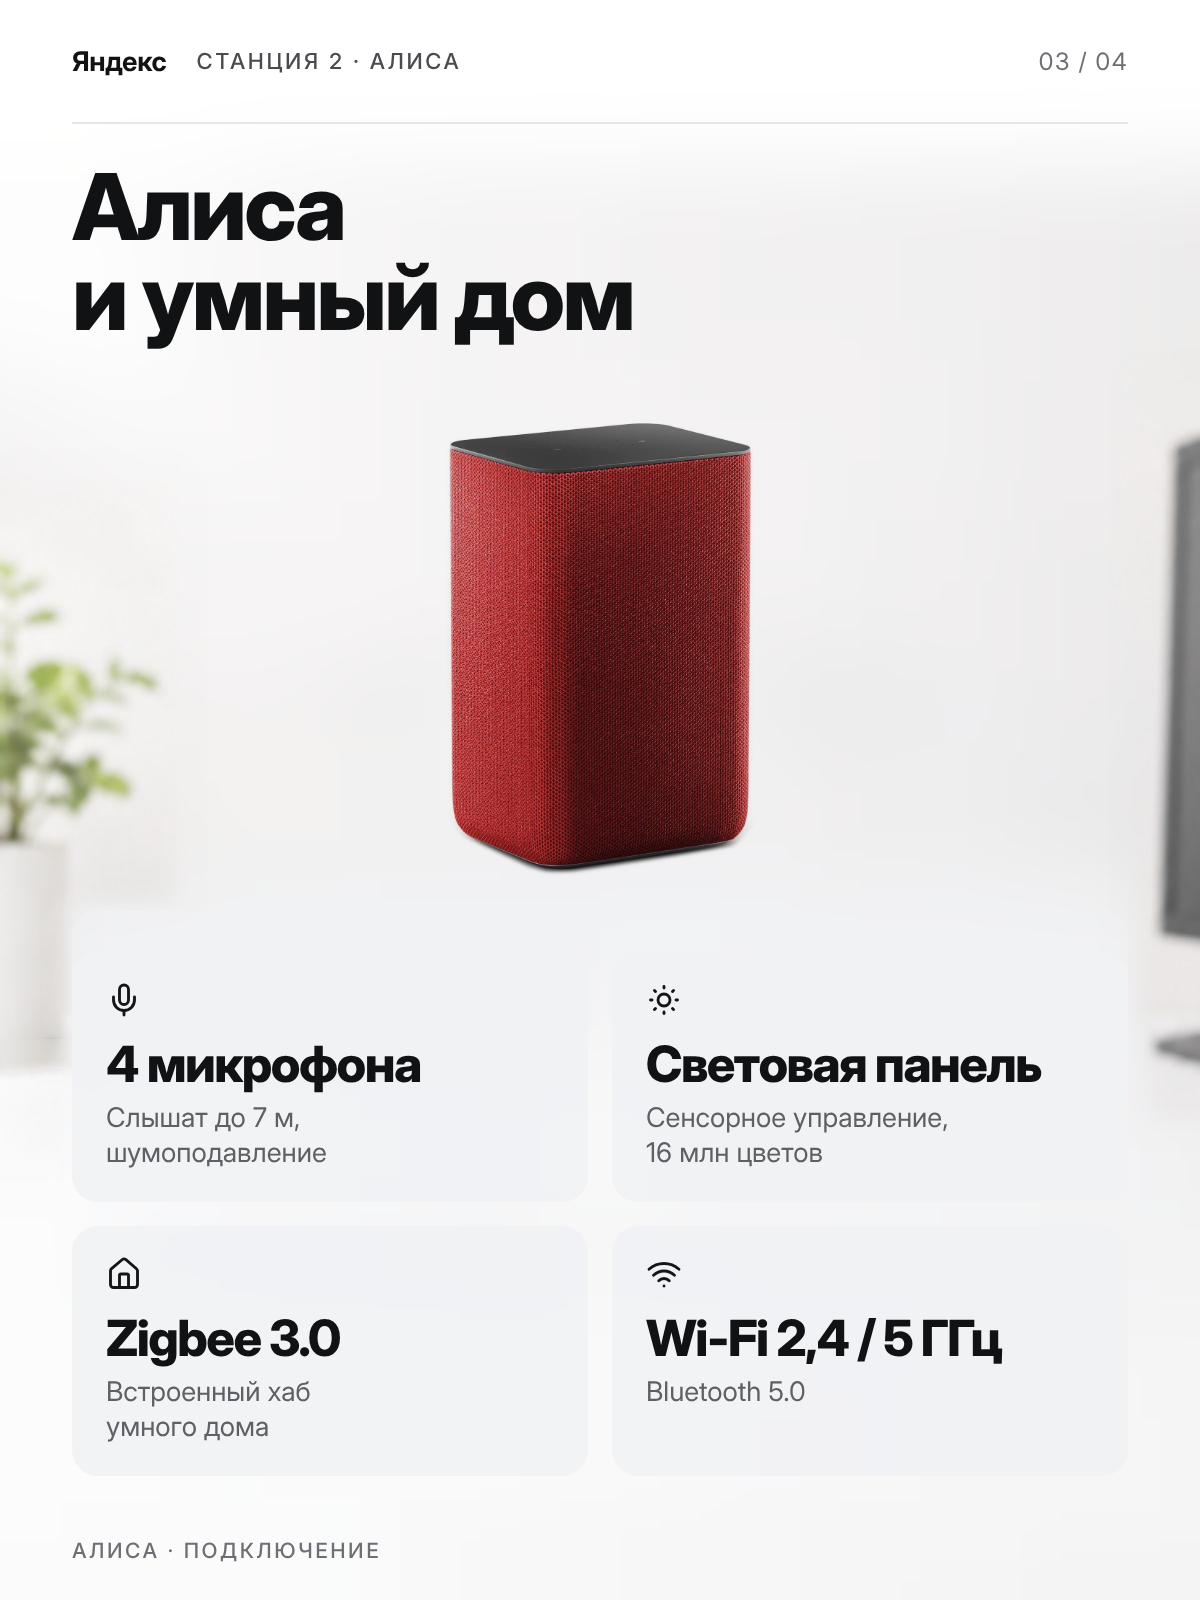 Яндекс СТАНЦИЯ 2 · АЛИСА 03 / 04
Алиса
и умный дом
4 микрофона
Слышат до 7 м,
шумоподавление
Световая панель
Сенсорное управление,
16 млн цветов
Zigbee 3.0
Встроенный хаб
умного дома
Wi-Fi 2,4 / 5 ГГц
Bluetooth 5.0
АЛИСА · ПОДКЛЮЧЕНИЕ